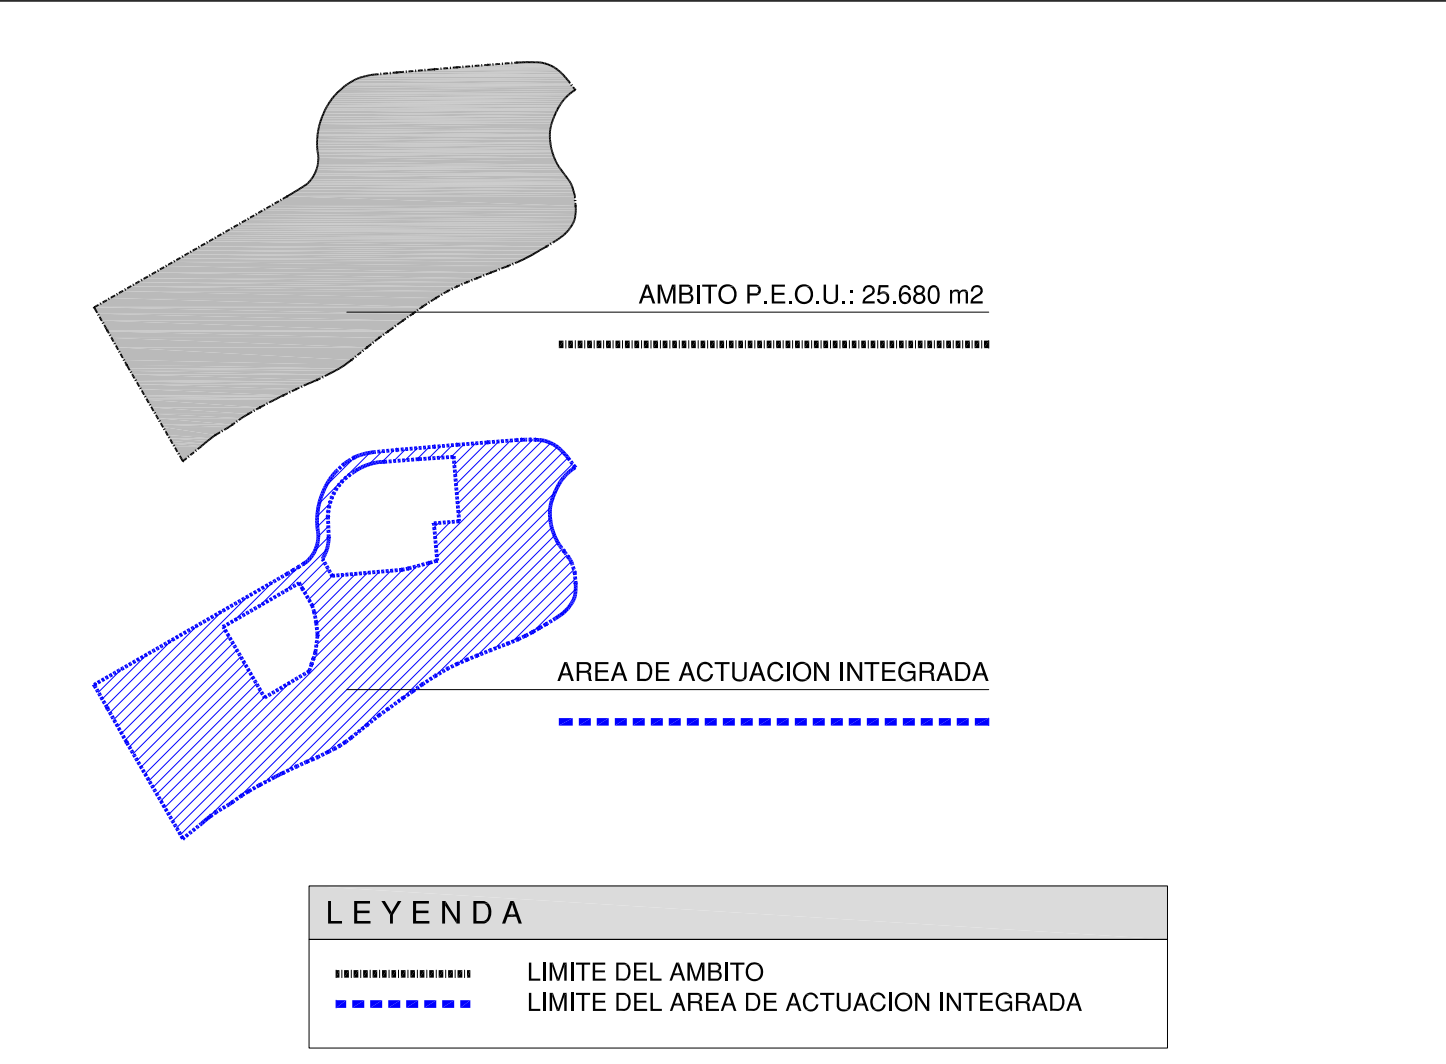 AMBITO P.E.O.U.: 25.680 m2
AREA DE ACTUACION INTEGRADA
LEYENDA
LIMITE DEL AMBITO
LIMITE DEL AREA DE ACTUACION INTEGRADA